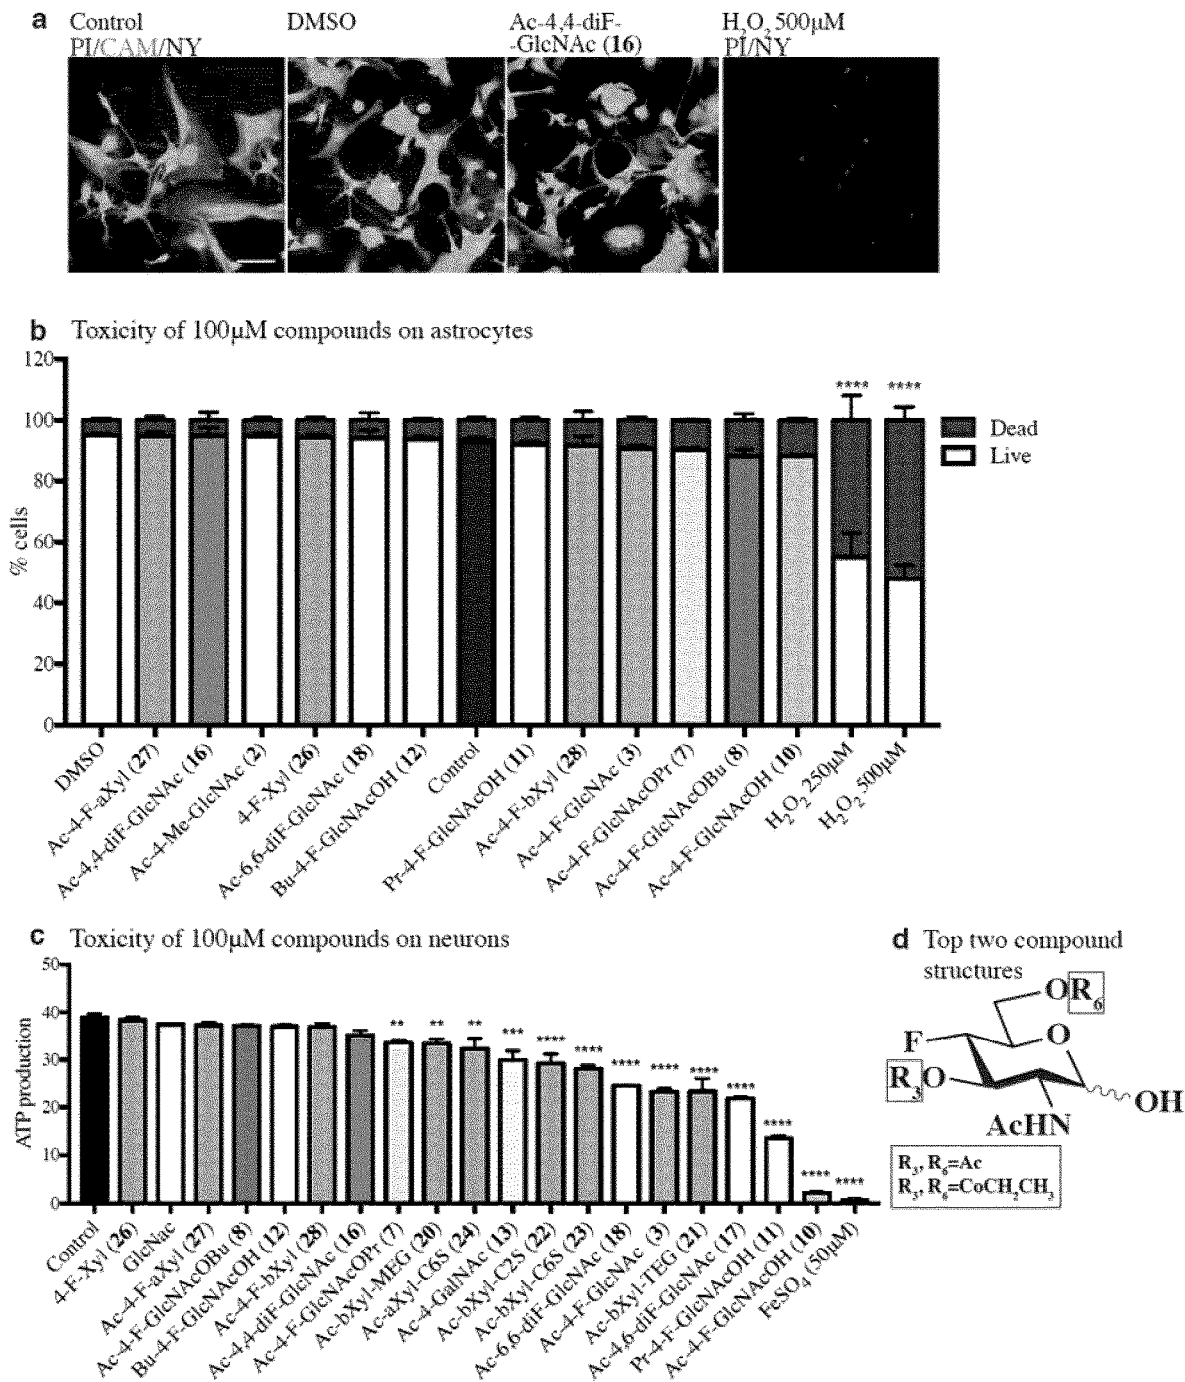 a Control
PI/CAM/NY
DMSO
Ac-4,4-diF-
-GlcNAc (16)
H2O2 500µM
PI/NY
b Toxicity of 100µM compounds on astrocytes
120
100
80
60
40
20
0
% cells
**** ****
Dead
Live
DMSO
Ac-4-F-aXyl (27)
Ac-4,4-diF-GlcNAc (16)
Ac-4-Me-GlcNAc (2)
4-F-Xyl (26)
Ac-6,6-diF-GlcNAc (18)
Bu-4-F-GlcNAcOH (12)
Control
Pr-4-F-GlcNAcOH (11)
Ac-4-F-bXyl (28)
Ac-4-F-GlcNAc (3)
Ac-4-F-GlcNAcOPr (7)
Ac-4-F-GlcNAcOBu (8)
Ac-4-F-GlcNAcOH (10)
H2O2 250µM
H2O2 500µM
c Toxicity of 100µM compounds on neurons
50
40
30
20
10
0
ATP production
** ** ** *** **** **** **** **** **** **** **** **** ****
Control
4-F-Xyl (26)
GlcNac
Ac-4-F-aXyl (27)
Ac-4-F-GlcNAcOBu (8)
Bu-4-F-GlcNAcOH (12)
Ac-4-F-bXyl (28)
Ac-4,4-diF-GlcNAc (16)
Ac-4-F-GlcNAcOPr (7)
Ac-bXyl-MEG (20)
Ac-aXyl-C6S (24)
Ac-4-GalNAc (13)
Ac-bXyl-C2S (22)
Ac-bXyl-C6S (23)
Ac-6,6-diF-GlcNAc (18)
Ac-4-F-GlcNAc (3)
Ac-bXyl-TEG (21)
Ac-4,6-diF-GlcNAc (17)
Pr-4-F-GlcNAcOH (11)
Ac-4-F-GlcNAcOH (10)
FeSO4 (50µM)
d Top two compound
structures
OR6
F
O
R3O
OH
AcHN
R3, R6=Ac
R3, R6=CoCH2CH3